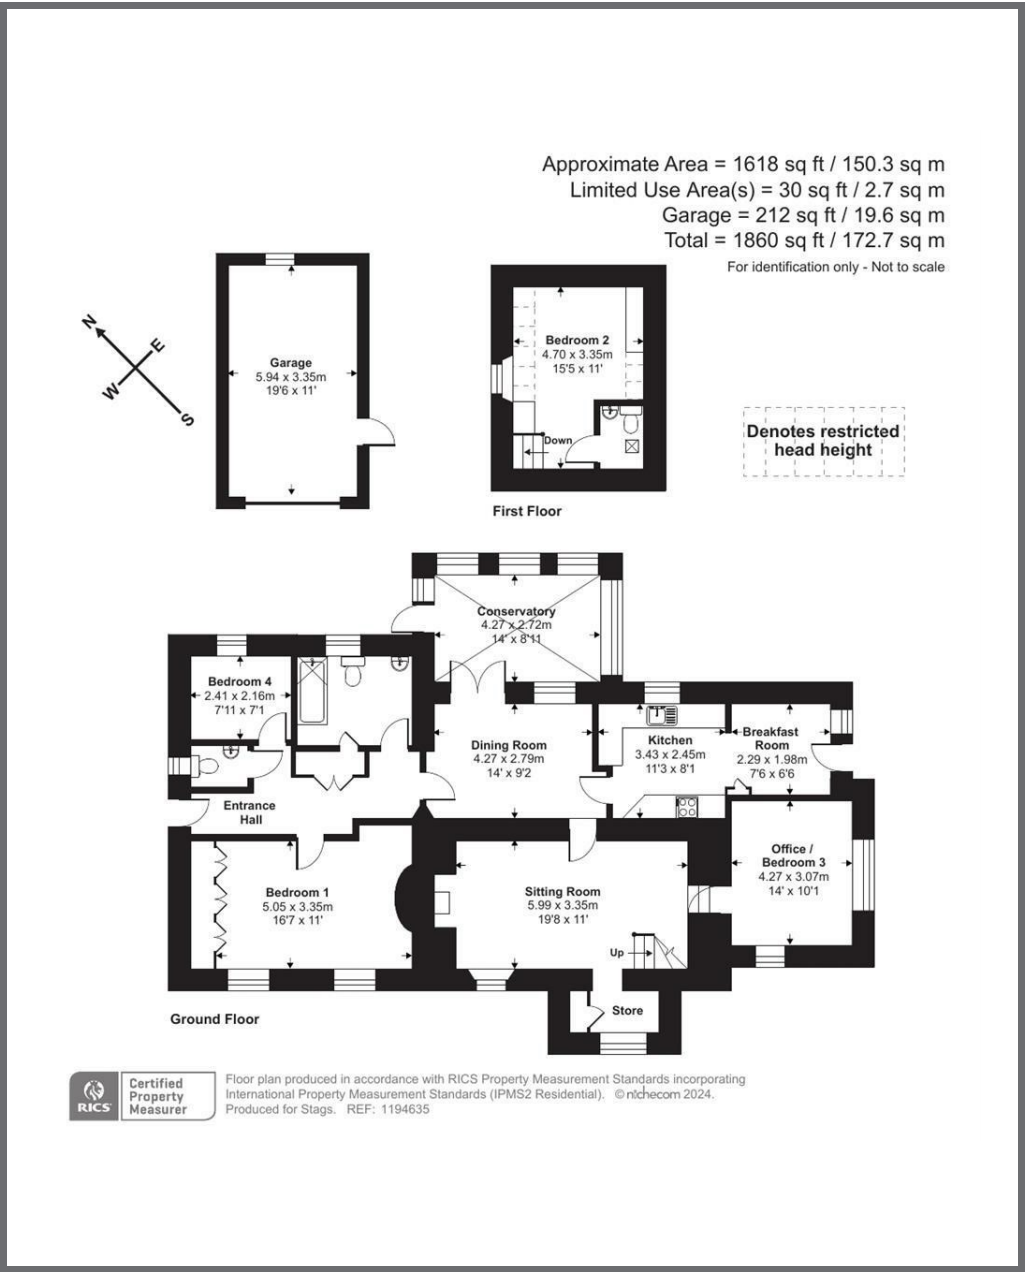 Approximate Area = 1618 sq ft / 150.3 sq m
Limited Use Area(s) = 30 sq ft / 2.7 sq m
Garage = 212 sq ft / 19.6 sq m
Total = 1860 sq ft / 172.7 sq m
For identification only - Not to scale
N
E
W
S
Garage
5.94 x 3.35m
19'6 x 11'
Bedroom 2
4.70 x 3.35m
15'5 x 11'
Down
First Floor
Denotes restricted
head height
Conservatory
4.27 x 2.72m
14' x 8'11
Bedroom 4
2.41 x 2.16m
7'11 x 7'1
Dining Room
4.27 x 2.79m
14' x 9'2
Kitchen
3.43 x 2.45m
11'3 x 8'1
Breakfast
Room
2.29 x 1.98m
7'6 x 6'6
Entrance
Hall
Bedroom 1
5.05 x 3.35m
16'7 x 11'
Sitting Room
5.99 x 3.35m
19'8 x 11'
Up
Office /
Bedroom 3
4.27 x 3.07m
14' x 10'1
Store
Ground Floor
RICS
Certified
Property
Measurer
Floor plan produced in accordance with RICS Property Measurement Standards incorporating
International Property Measurement Standards (IPMS2 Residential). © nichecom 2024.
Produced for Stags. REF: 1194635